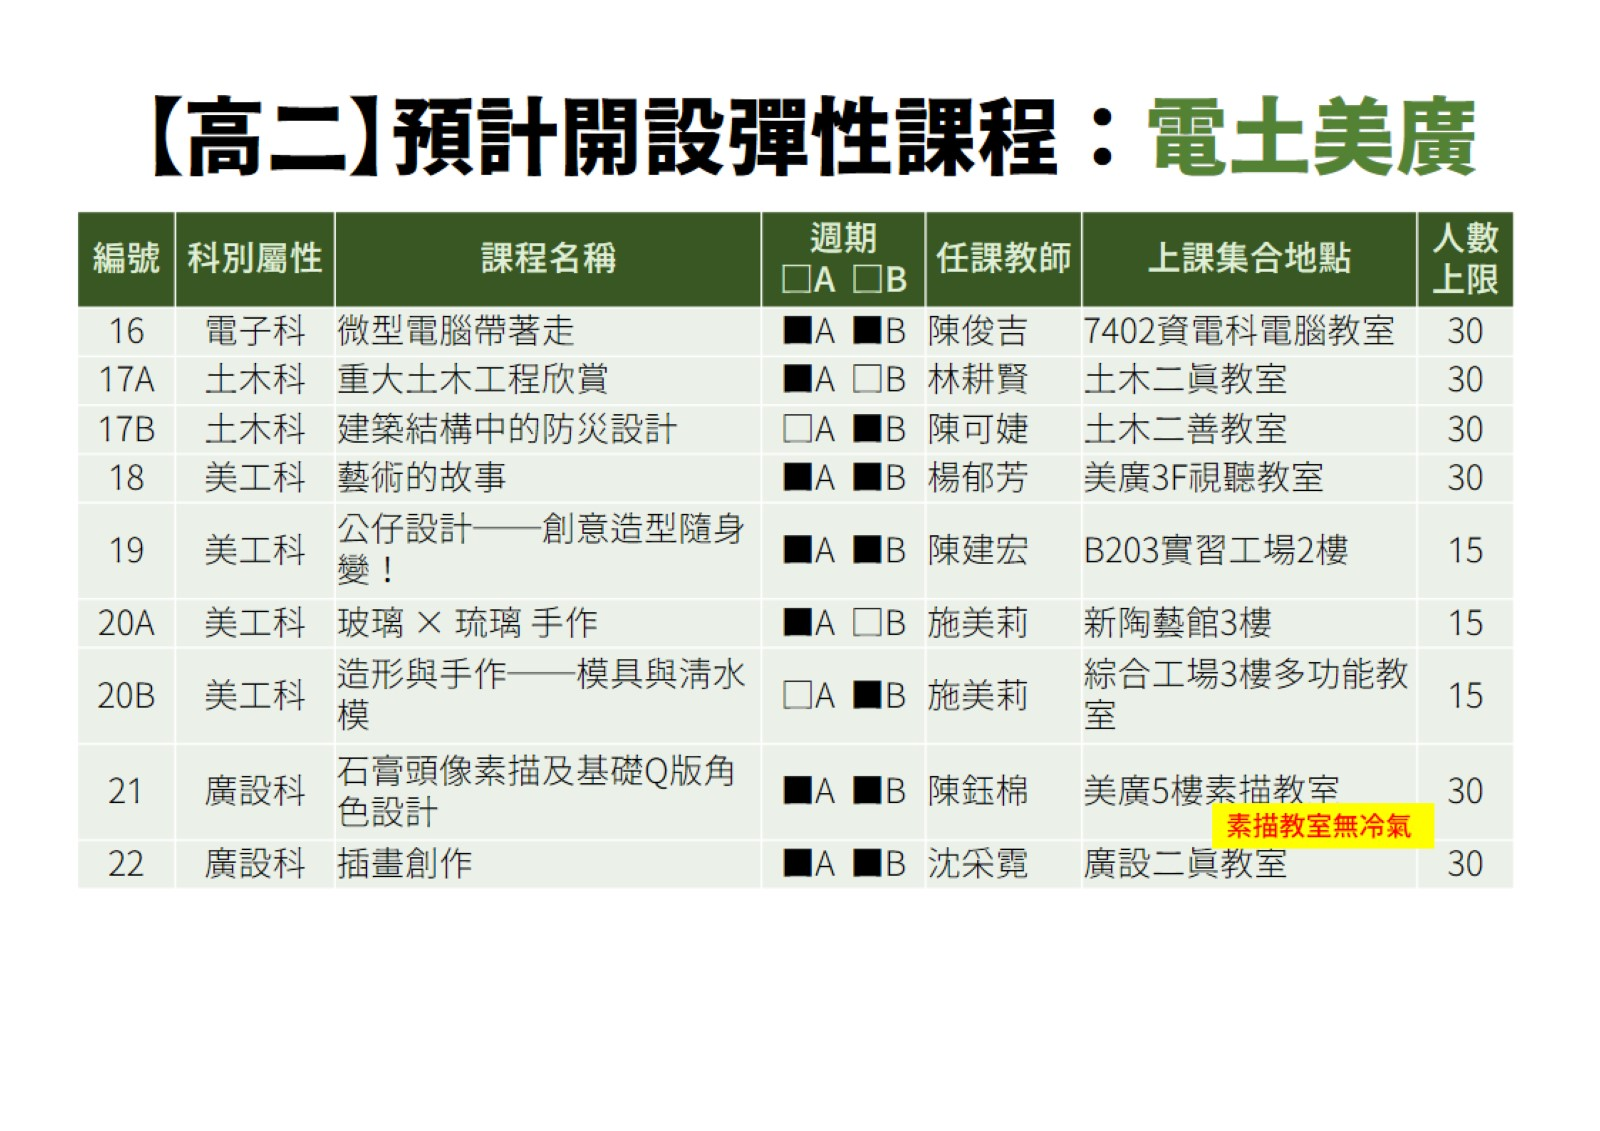 【高二】預計開設彈性課程：電土美廣
編號 科別屬性 課程名稱 週期 □A □B 任課教師 上課集合地點 人數上限
16 電子科 微型電腦帶著走 ■A ■B 陳俊吉 7402資電科電腦教室 30
17A 土木科 重大土木工程欣賞 ■A □B 林耕賢 土木二眞教室 30
17B 土木科 建築結構中的防災設計 □A ■B 陳可婕 土木二善教室 30
18 美工科 藝術的故事 ■A ■B 楊郁芳 美廣3F視聽教室 30
19 美工科 公仔設計──創意造型隨身變！ ■A ■B 陳建宏 B203實習工場2樓 15
20A 美工科 玻璃 × 琉璃 手作 ■A □B 施美莉 新陶藝館3樓 15
20B 美工科 造形與手作──模具與淸水模 □A ■B 施美莉 綜合工場3樓多功能教室 15
21 廣設科 石膏頭像素描及基礎Q版角色設計 ■A ■B 陳鈺棉 美廣5樓素描教室 30
素描教室無冷氣
22 廣設科 插畫創作 ■A ■B 沈采霓 廣設二眞教室 30